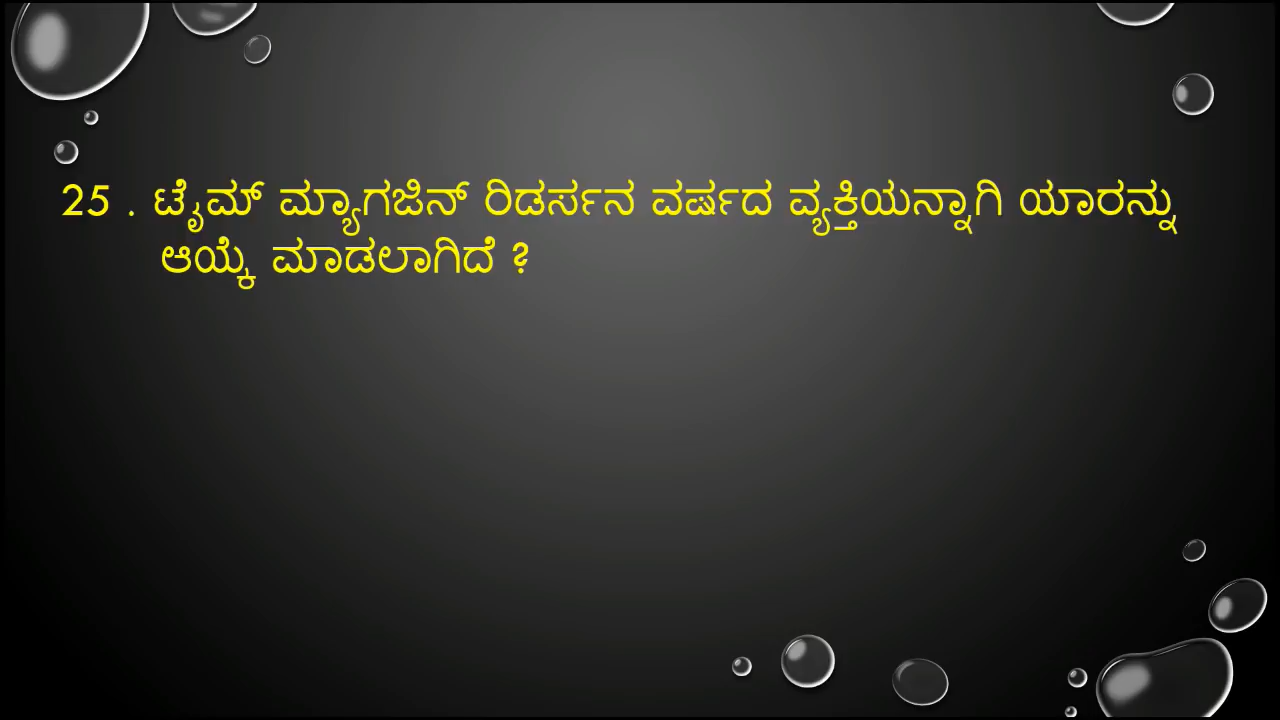 25 . ಟೈಮ್ ಮ್ಯಾಗಜಿನ್ ರಿಡರ್ಸನ ವರ್ಷದ ವ್ಯಕ್ತಿಯನ್ನಾಗಿ ಯಾರನ್ನು
ಆಯ್ಕೆ ಮಾಡಲಾಗಿದೆ ?